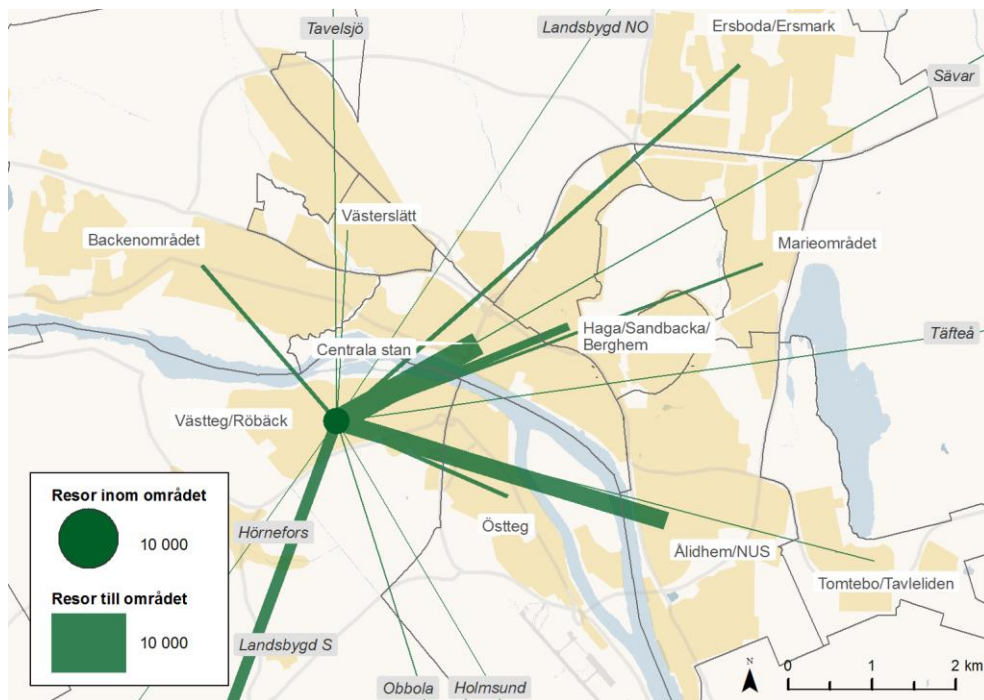 Tavelsjö
Landsbygd NO
Ersboda/Ersmark
Sävar
Västerslätt
Backenområdet
Marieområdet
Haga/Sandbacka/
Berghem
Centrala stan
Täfteå
Västteg/Röbäck
Resor inom området
10 000
Resor till området
10 000
Hörnefors
Östteg
Ålidhem/NUS
Tomtebo/Tavleliden
Landsbygd S
Obbola
Holmsund
N
0 1 2 km